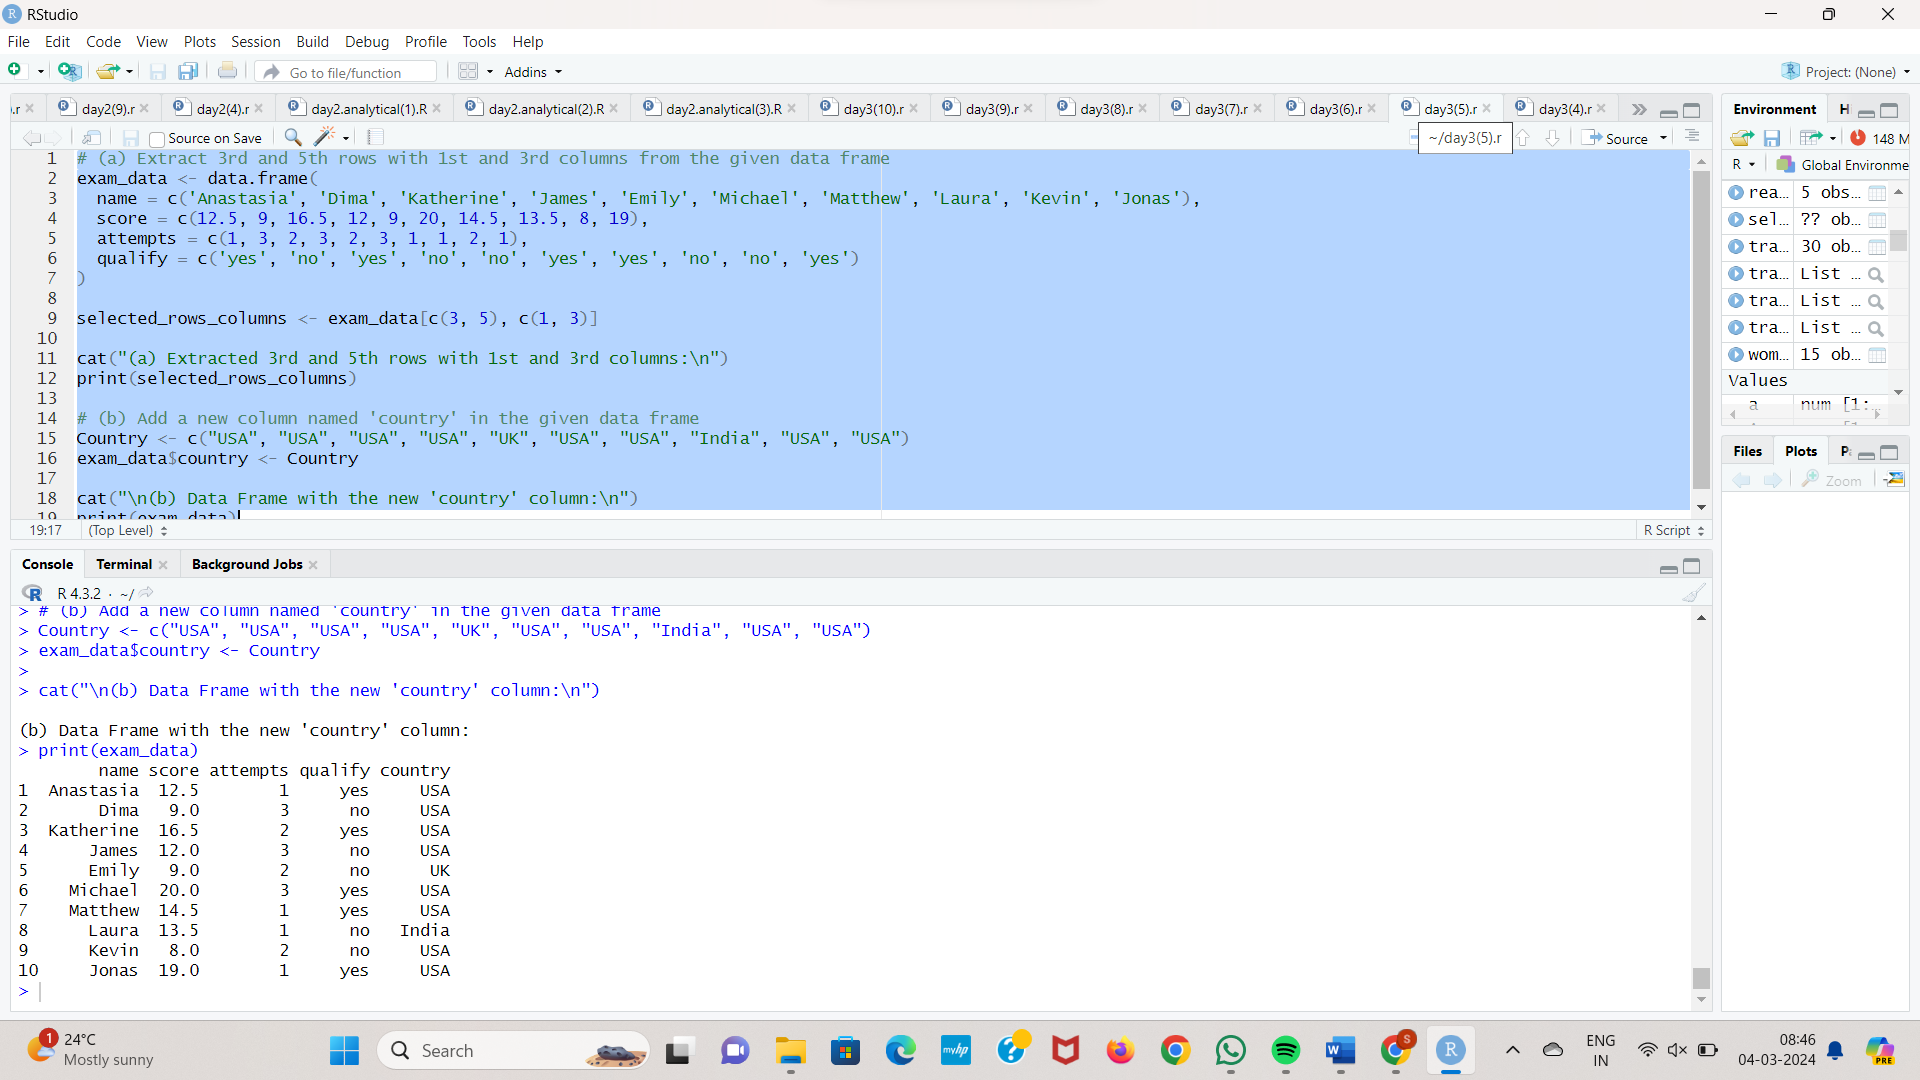 RStudio
File Edit Code View Plots Session Build Debug Profile Tools Help
Go to file/function Addins Project: (None)
.r day2(9).r day2(4).r day2.analytical(1).R day2.analytical(2).R day2.analytical(3).R day3(10).r day3(9).r day3(8).r day3(7).r day3(6).r day3(5).r day3(4).r
Source on Save Source
~/day3(5).r
1 # (a) Extract 3rd and 5th rows with 1st and 3rd columns from the given data frame
2 exam_data <- data.frame(
3 name = c('Anastasia', 'Dima', 'Katherine', 'James', 'Emily', 'Michael', 'Matthew', 'Laura', 'Kevin', 'Jonas'),
4 score = c(12.5, 9, 16.5, 12, 9, 20, 14.5, 13.5, 8, 19),
5 attempts = c(1, 3, 2, 3, 2, 3, 1, 1, 2, 1),
6 qualify = c('yes', 'no', 'yes', 'no', 'no', 'yes', 'yes', 'no', 'no', 'yes')
7 )
8
9 selected_rows_columns <- exam_data[c(3, 5), c(1, 3)]
10
11 cat("(a) Extracted 3rd and 5th rows with 1st and 3rd columns:\n")
12 print(selected_rows_columns)
13
14 # (b) Add a new column named 'country' in the given data frame
15 Country <- c("USA", "USA", "USA", "USA", "UK", "USA", "USA", "India", "USA", "USA")
16 exam_data$country <- Country
17
18 cat("\n(b) Data Frame with the new 'country' column:\n")
19 print(exam_data)
19:17 (Top Level) R Script
Console Terminal Background Jobs
R 4.3.2 · ~/
> # (b) Add a new column named 'country' in the given data frame
> Country <- c("USA", "USA", "USA", "USA", "UK", "USA", "USA", "India", "USA", "USA")
> exam_data$country <- Country
>
> cat("\n(b) Data Frame with the new 'country' column:\n")
(b) Data Frame with the new 'country' column:
> print(exam_data)
name score attempts qualify country
1 Anastasia 12.5 1 yes USA
2 Dima 9.0 3 no USA
3 Katherine 16.5 2 yes USA
4 James 12.0 3 no USA
5 Emily 9.0 2 no UK
6 Michael 20.0 3 yes USA
7 Matthew 14.5 1 yes USA
8 Laura 13.5 1 no India
9 Kevin 8.0 2 no USA
10 Jonas 19.0 1 yes USA
>
Environment
148 M
R Global Environme
rea... 5 obs...
sel... ?? ob...
tra... 30 ob...
tra... List ...
tra... List ...
tra... List ...
wom... 15 ob...
Values
a num [1:
Files Plots
Zoom
1 24°C
Mostly sunny
Search
myhp
S
R
ENG
IN
08:46
04-03-2024
PRE